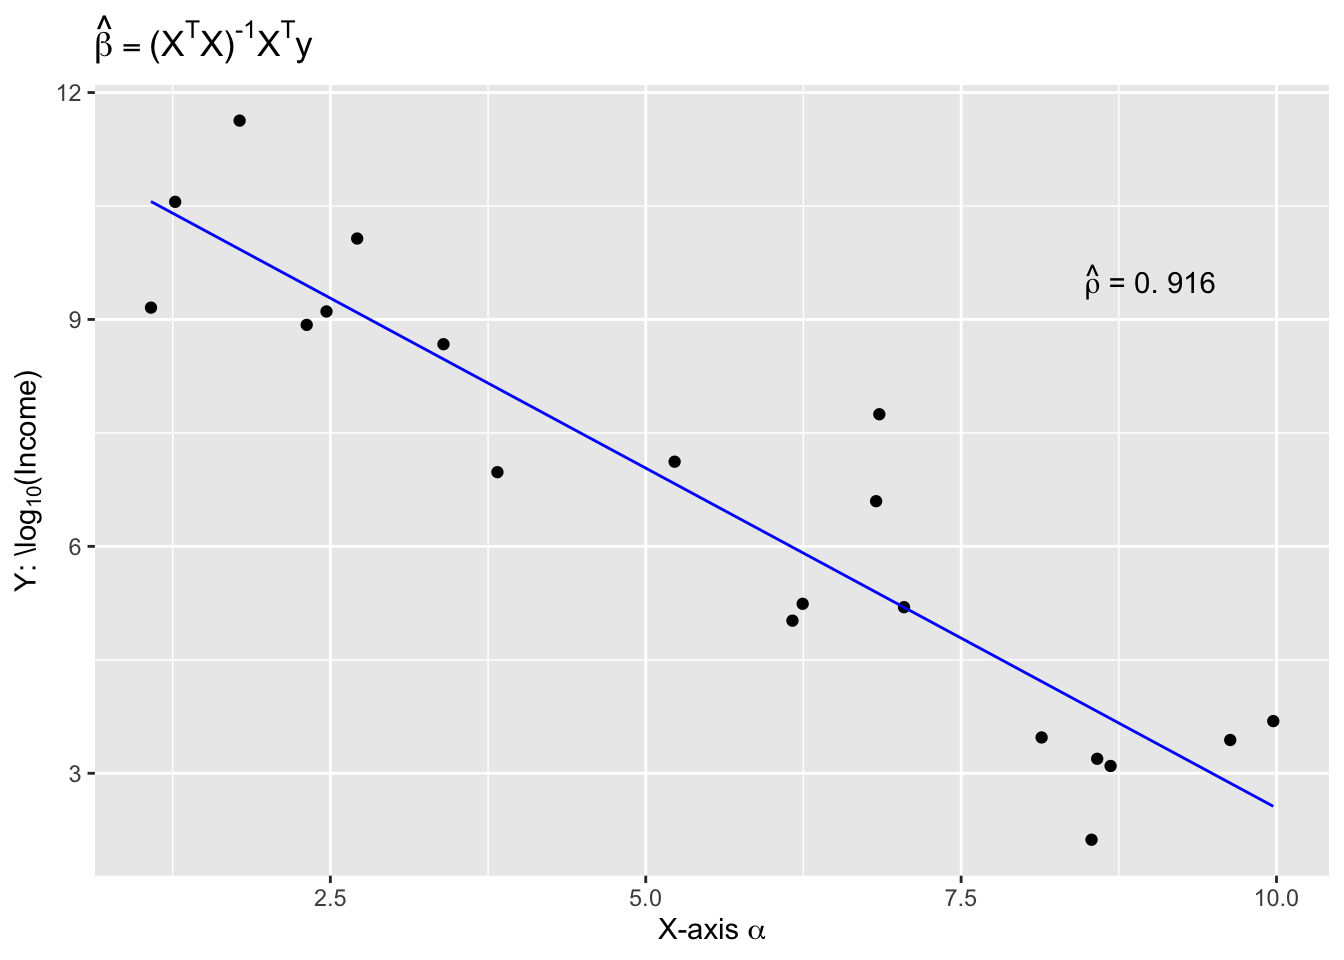 β̂ = (XᵀX)⁻¹Xᵀy
12
9
6
3
Y: \log₁₀(Income)
ρ̂ = 0. 916
2.5
5.0
7.5
10.0
X-axis α